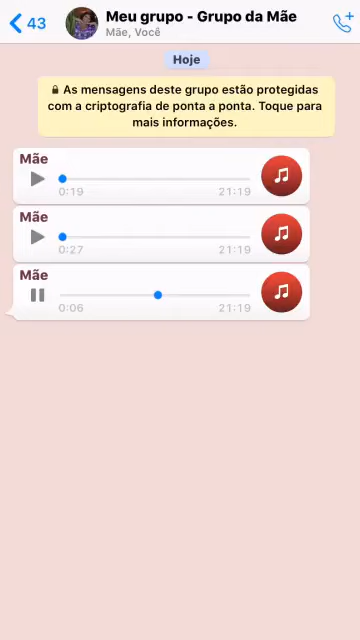 43
Meu grupo - Grupo da Mãe
Mãe, Você
Hoje
As mensagens deste grupo estão protegidas
com a criptografia de ponta a ponta. Toque para
mais informações.
Mãe
0:19 21:19
Mãe
0:27 21:19
Mãe
0:06 21:19